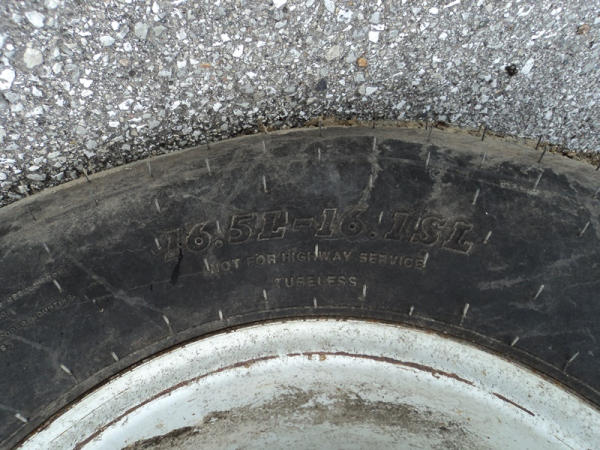 16.5L-16.1SL
NOT FOR HIGHWAY SERVICE
TUBELESS